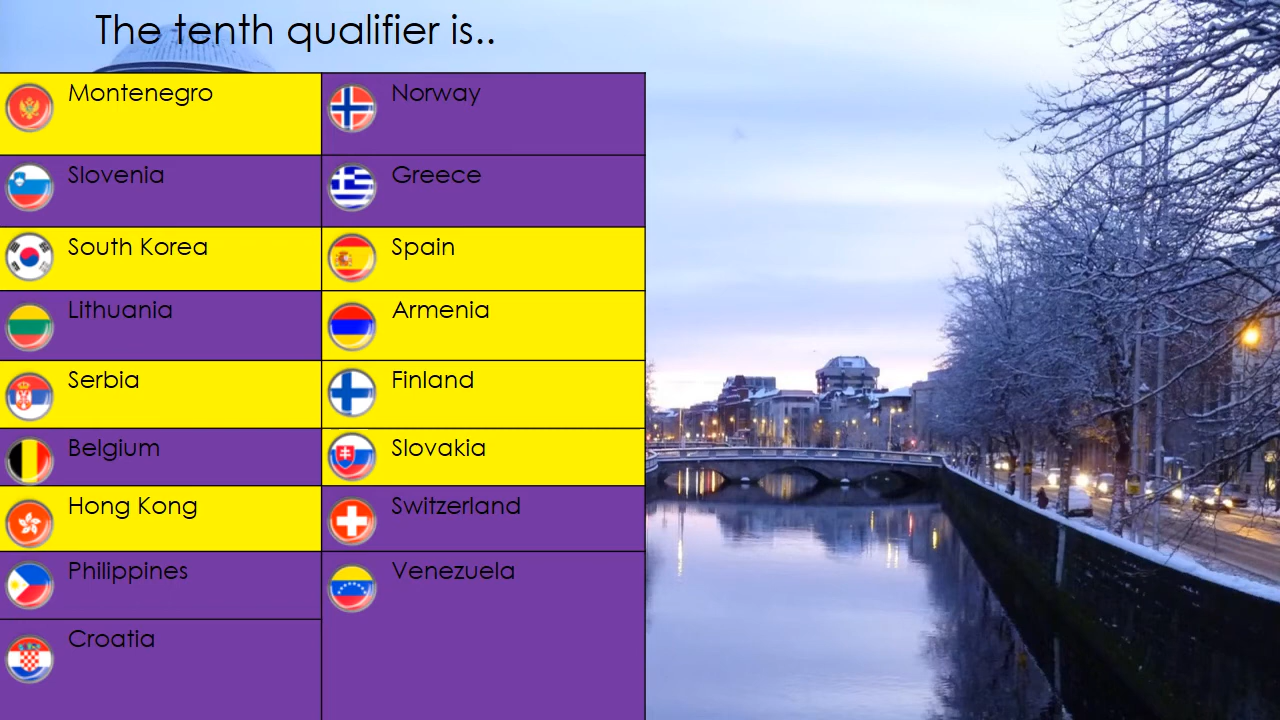 The tenth qualifier is..
Montenegro
Slovenia
South Korea
Lithuania
Serbia
Belgium
Hong Kong
Philippines
Croatia
Norway
Greece
Spain
Armenia
Finland
Slovakia
Switzerland
Venezuela